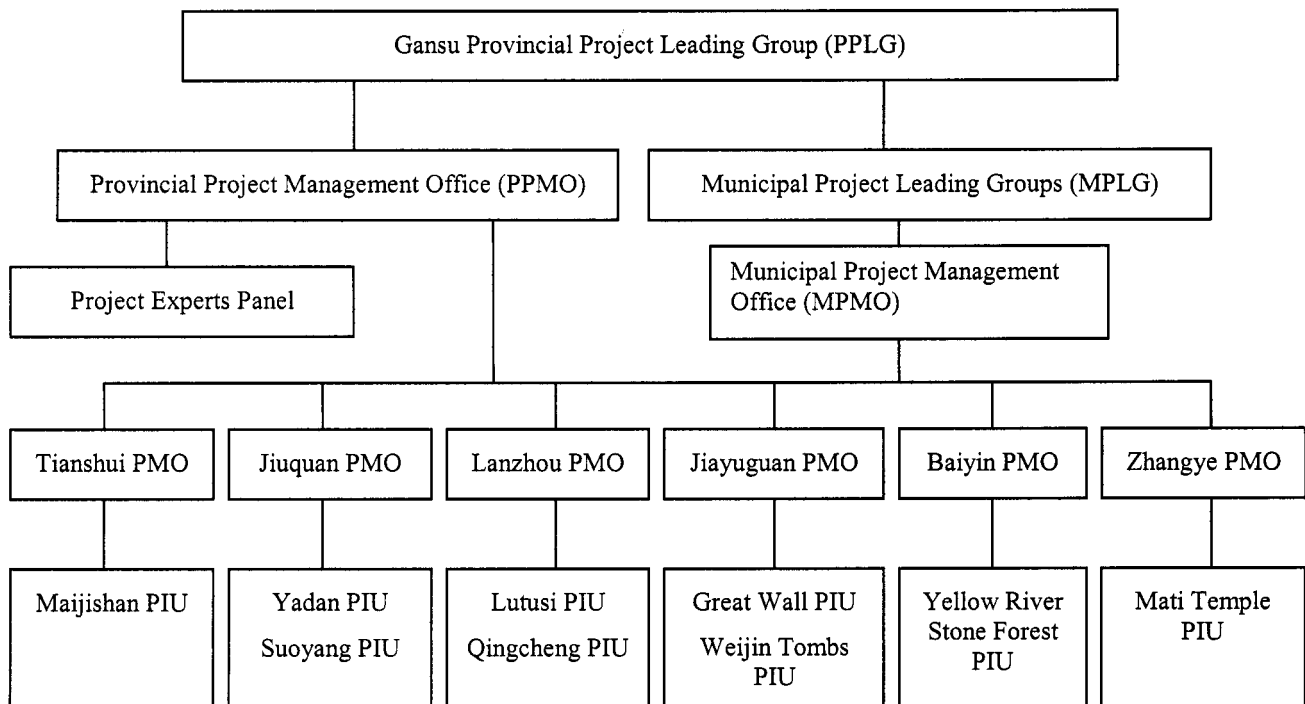 Gansu Provincial Project Leading Group (PPLG)
Provincial Project Management Office (PPMO)
Municipal Project Leading Groups (MPLG)
Project Experts Panel
Municipal Project Management
Office (MPMO)
Tianshui PMO
Jiuquan PMO
Lanzhou PMO
Jiayuguan PMO
Baiyin PMO
Zhangye PMO
Maijishan PIU
Yadan PIU
Suoyang PIU
Lutusi PIU
Qingcheng PIU
Great Wall PIU
Weijin Tombs
PIU
Yellow River
Stone Forest
PIU
Mati Temple
PIU